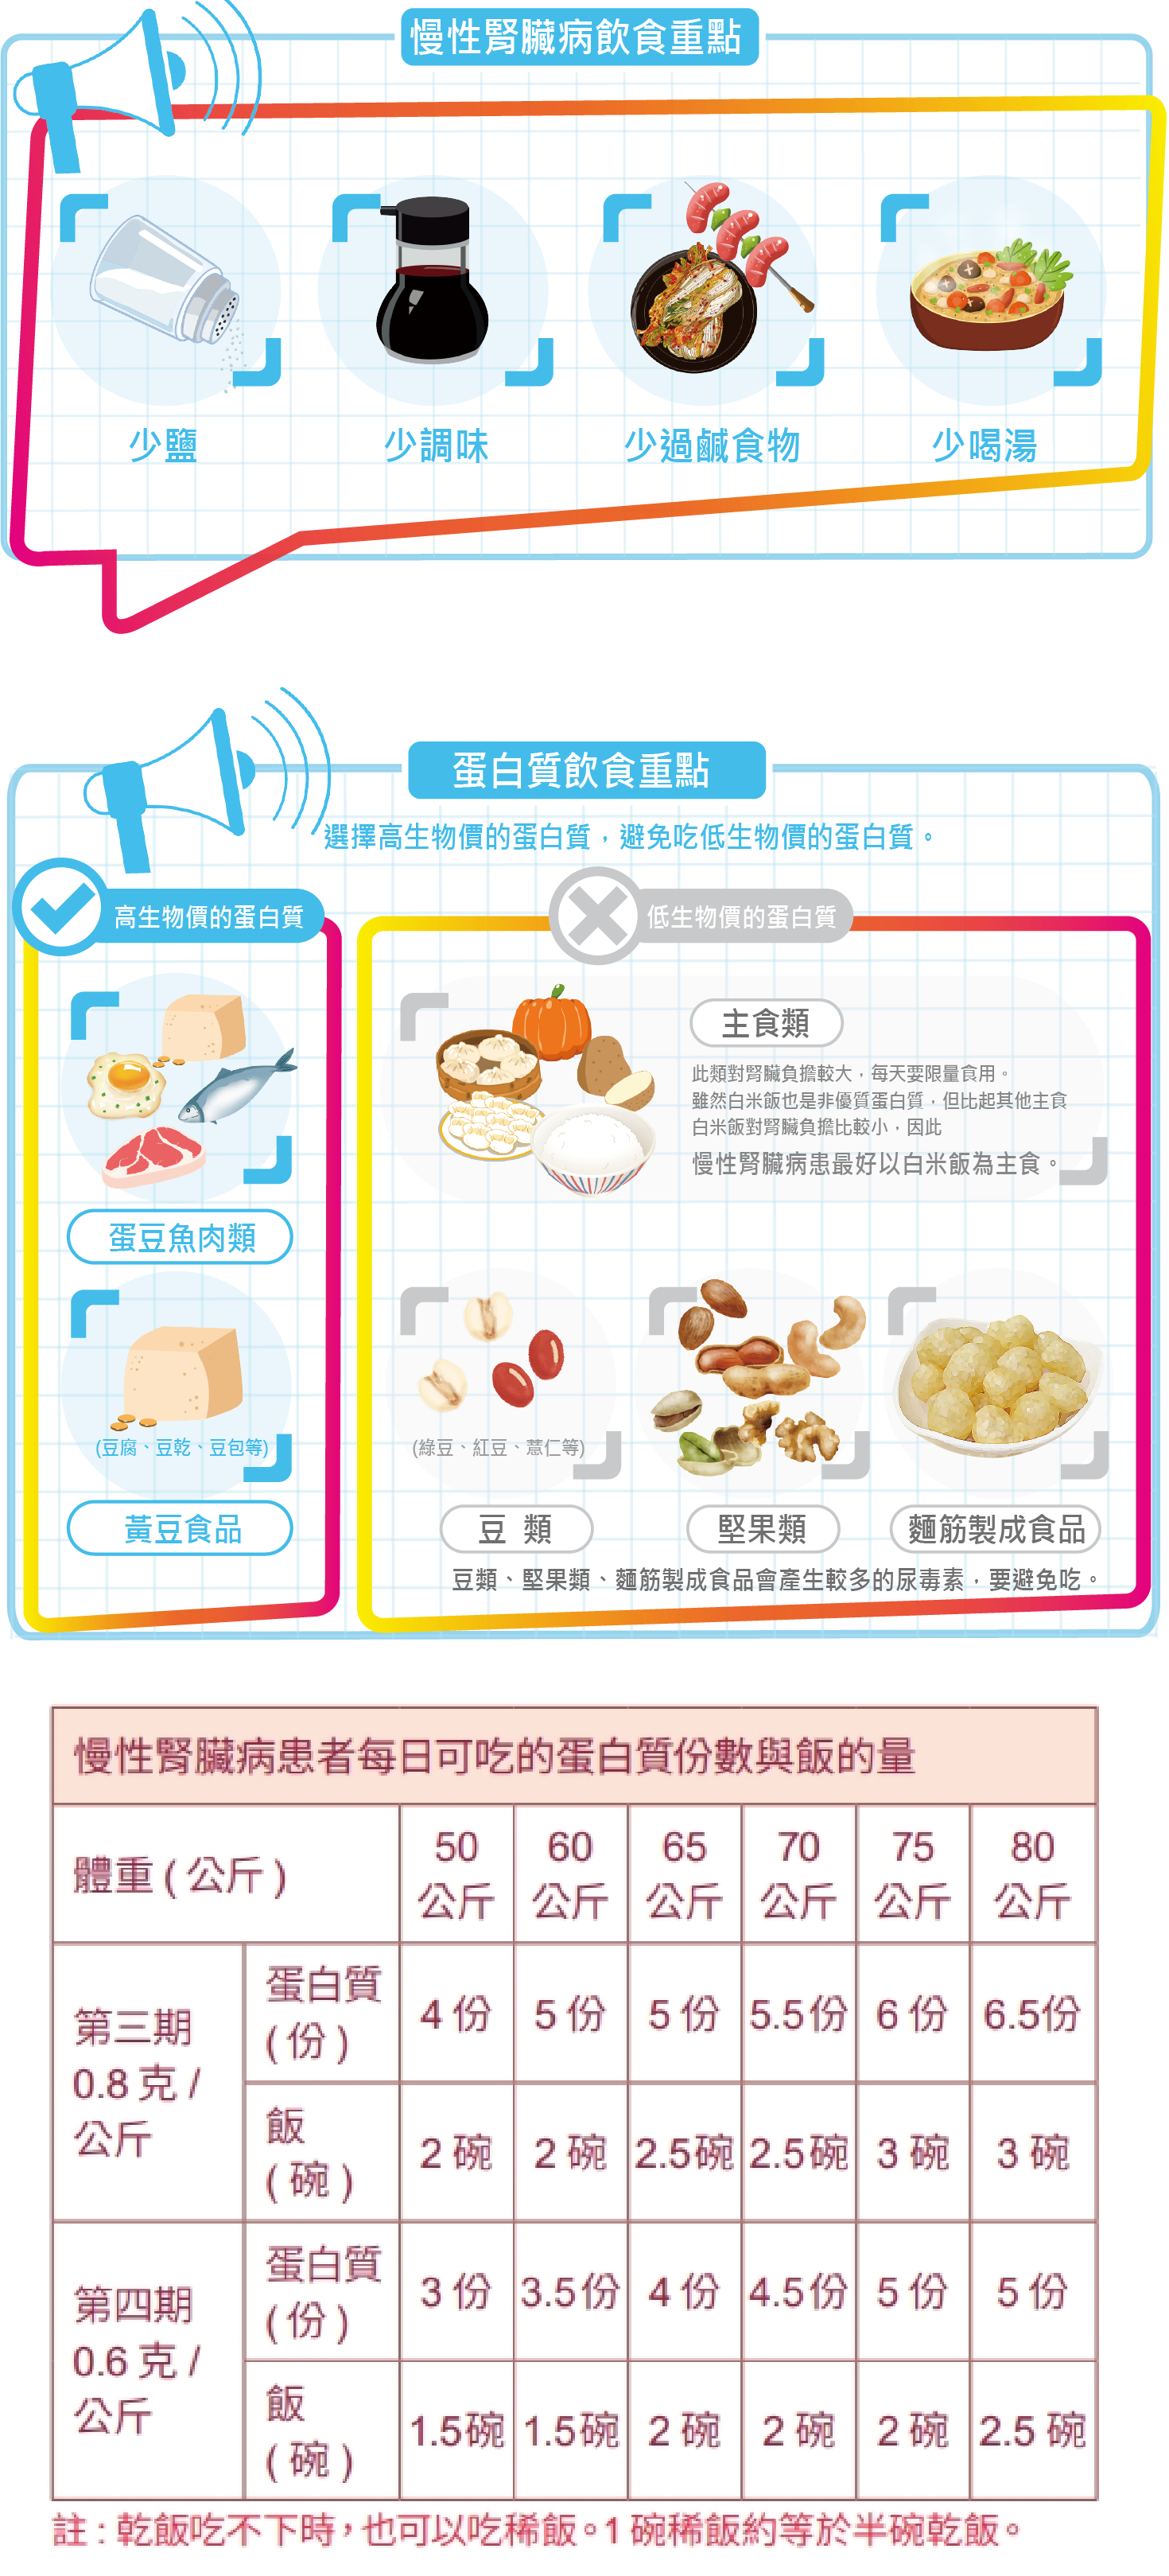 慢性腎臟病飲食重點
少鹽
少調味
少過鹹食物
少喝湯
蛋白質飲食重點
選擇高生物價的蛋白質，避免吃低生物價的蛋白質。
高生物價的蛋白質
低生物價的蛋白質
蛋豆魚肉類
(豆腐、豆乾、豆包等)
黃豆食品
主食類
此類對腎臟負擔較大，每天要限量食用。
雖然白米飯也是非優質蛋白質，但比起其他主食
白米飯對腎臟負擔比較小，因此
慢性腎臟病患最好以白米飯為主食。
(綠豆、紅豆、薏仁等)
豆 類
堅果類
麵筋製成食品
豆類、堅果類、麵筋製成食品會產生較多的尿毒素，要避免吃。
慢性腎臟病患者每日可吃的蛋白質份數與飯的量
體重 ( 公斤 )
50 公斤
60 公斤
65 公斤
70 公斤
75 公斤
80 公斤
第三期
0.8 克 /
公斤
蛋白質
( 份 )
4 份
5 份
5 份
5.5份
6 份
6.5份
飯
( 碗 )
2 碗
2 碗
2.5碗
2.5碗
3 碗
3 碗
第四期
0.6 克 /
公斤
蛋白質
( 份 )
3 份
3.5份
4 份
4.5份
5 份
5 份
飯
( 碗 )
1.5碗
1.5碗
2 碗
2 碗
2 碗
2.5 碗
註 : 乾飯吃不下時，也可以吃稀飯。1 碗稀飯約等於半碗乾飯。